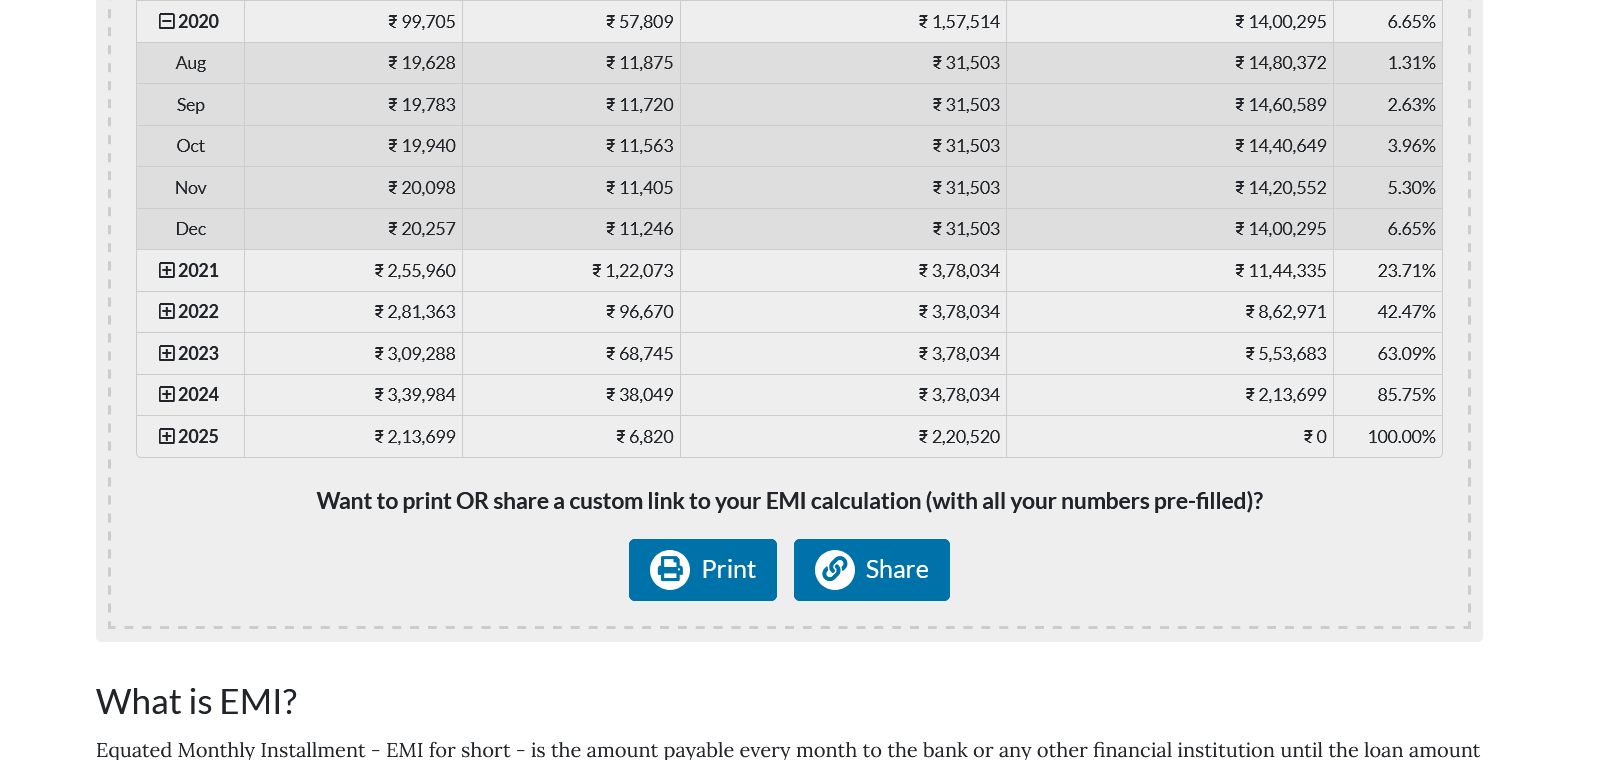 2020 ₹ 99,705 ₹ 57,809 ₹ 1,57,514 ₹ 14,00,295 6.65%
Aug ₹ 19,628 ₹ 11,875 ₹ 31,503 ₹ 14,80,372 1.31%
Sep ₹ 19,783 ₹ 11,720 ₹ 31,503 ₹ 14,60,589 2.63%
Oct ₹ 19,940 ₹ 11,563 ₹ 31,503 ₹ 14,40,649 3.96%
Nov ₹ 20,098 ₹ 11,405 ₹ 31,503 ₹ 14,20,552 5.30%
Dec ₹ 20,257 ₹ 11,246 ₹ 31,503 ₹ 14,00,295 6.65%
2021 ₹ 2,55,960 ₹ 1,22,073 ₹ 3,78,034 ₹ 11,44,335 23.71%
2022 ₹ 2,81,363 ₹ 96,670 ₹ 3,78,034 ₹ 8,62,971 42.47%
2023 ₹ 3,09,288 ₹ 68,745 ₹ 3,78,034 ₹ 5,53,683 63.09%
2024 ₹ 3,39,984 ₹ 38,049 ₹ 3,78,034 ₹ 2,13,699 85.75%
2025 ₹ 2,13,699 ₹ 6,820 ₹ 2,20,520 ₹ 0 100.00%
Want to print OR share a custom link to your EMI calculation (with all your numbers pre-filled)?
Print Share
What is EMI?
Equated Monthly Installment - EMI for short - is the amount payable every month to the bank or any other financial institution until the loan amount